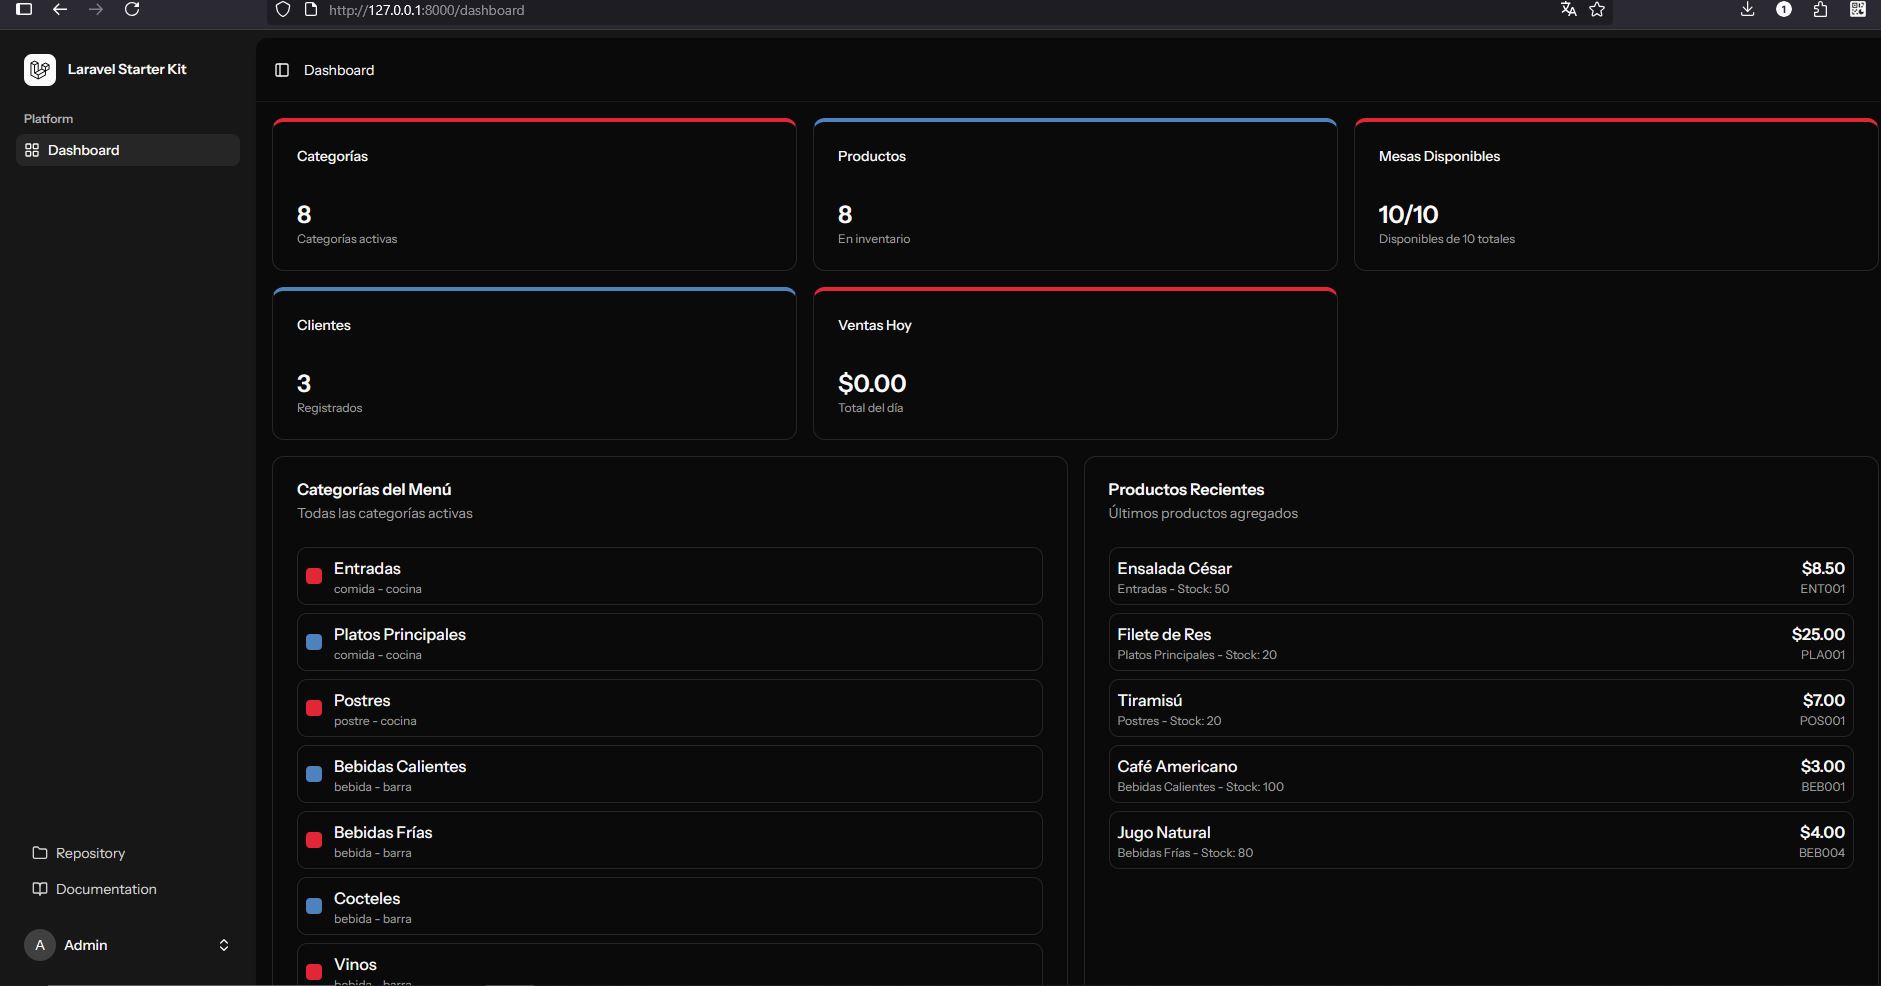 http://127.0.0.1:8000/dashboard
1
Laravel Starter Kit
Platform
Dashboard
Repository
Documentation
A Admin
Dashboard
Categorías
8
Categorías activas
Productos
8
En inventario
Mesas Disponibles
10/10
Disponibles de 10 totales
Clientes
3
Registrados
Ventas Hoy
$0.00
Total del día
Categorías del Menú
Todas las categorías activas
Entradas
comida - cocina
Platos Principales
comida - cocina
Postres
postre - cocina
Bebidas Calientes
bebida - barra
Bebidas Frías
bebida - barra
Cocteles
bebida - barra
Vinos
bebida - barra
Productos Recientes
Últimos productos agregados
Ensalada César $8.50
Entradas - Stock: 50 ENT001
Filete de Res $25.00
Platos Principales - Stock: 20 PLA001
Tiramisú $7.00
Postres - Stock: 20 POS001
Café Americano $3.00
Bebidas Calientes - Stock: 100 BEB001
Jugo Natural $4.00
Bebidas Frías - Stock: 80 BEB004